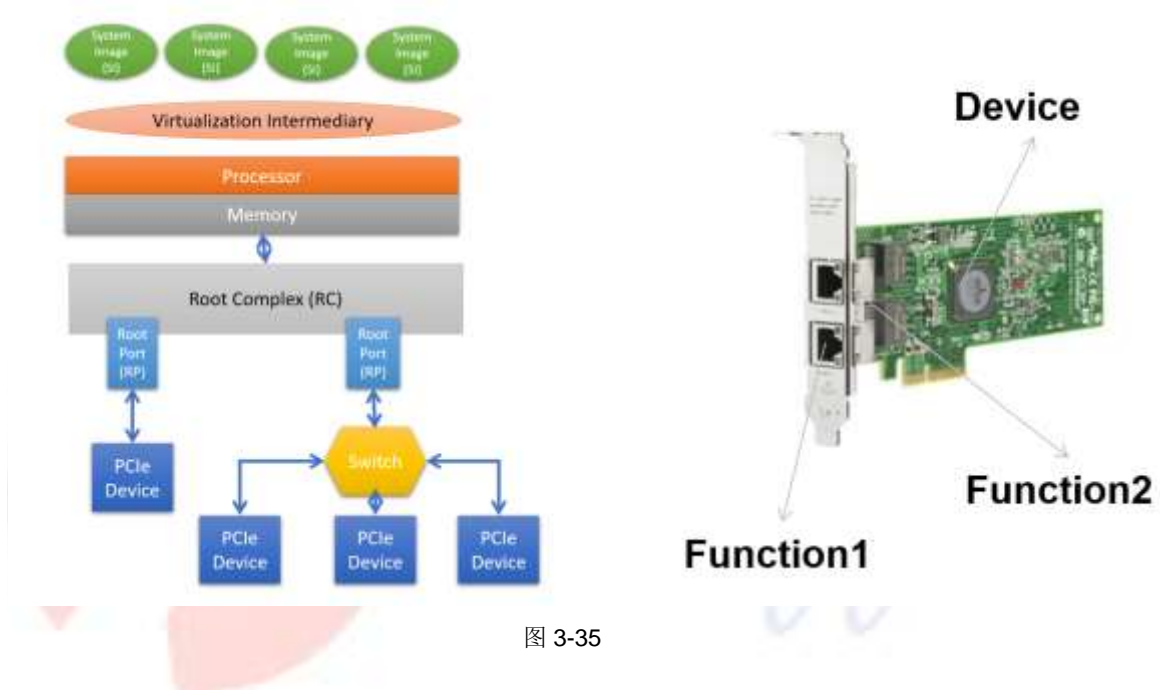 System
Image
(SI)
System
Image
(SI)
System
Image
(SI)
System
Image
(SI)
Virtualization Intermediary
Processor
Memory
Root Complex (RC)
Root
Port
(RP)
Root
Port
(RP)
PCIe
Device
Switch
PCIe
Device
PCIe
Device
PCIe
Device
Device
Function2
Function1
图 3-35